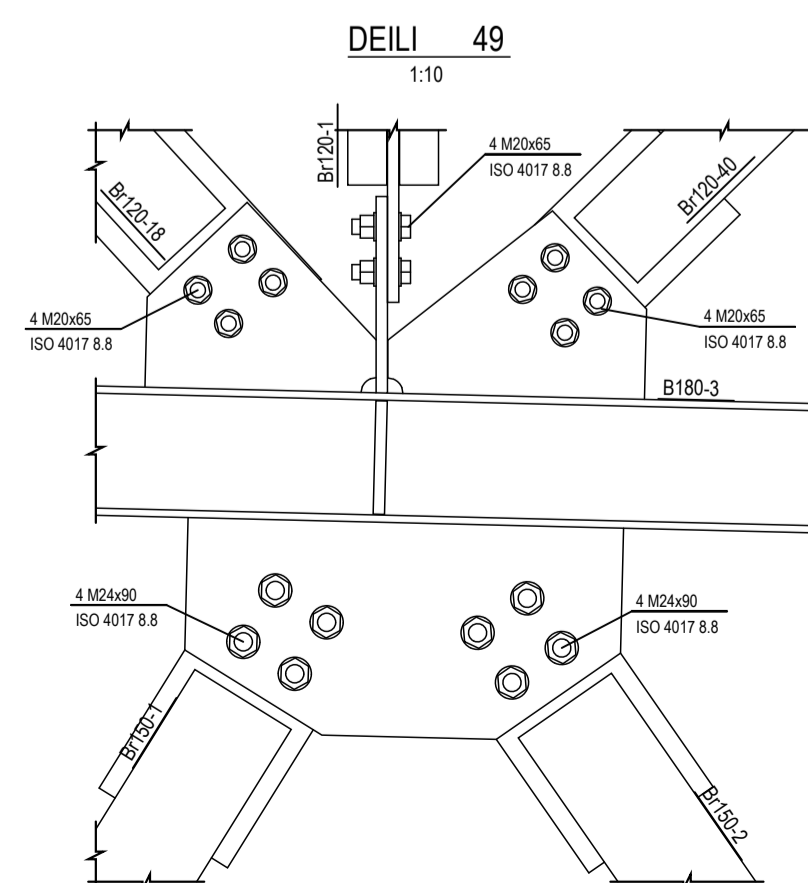 DEILI 49
1:10
Br120-1
4 M20x65
ISO 4017 8.8
Br120-18
Br120-40
4 M20x65
ISO 4017 8.8
4 M20x65
ISO 4017 8.8
B180-3
4 M24x90
ISO 4017 8.8
4 M24x90
ISO 4017 8.8
Br150-1
Br150-2